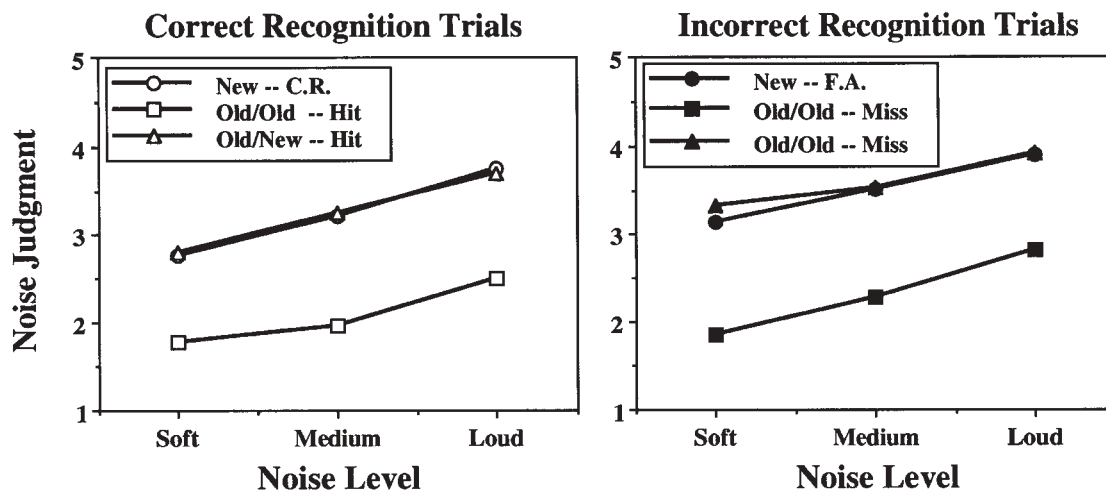 Correct Recognition Trials
Incorrect Recognition Trials
Noise Judgment
5
4
3
2
1
New -- C.R.
Old/Old -- Hit
Old/New -- Hit
Soft
Medium
Loud
Noise Level
5
4
3
2
1
New -- F.A.
Old/Old -- Miss
Old/Old -- Miss
Soft
Medium
Loud
Noise Level